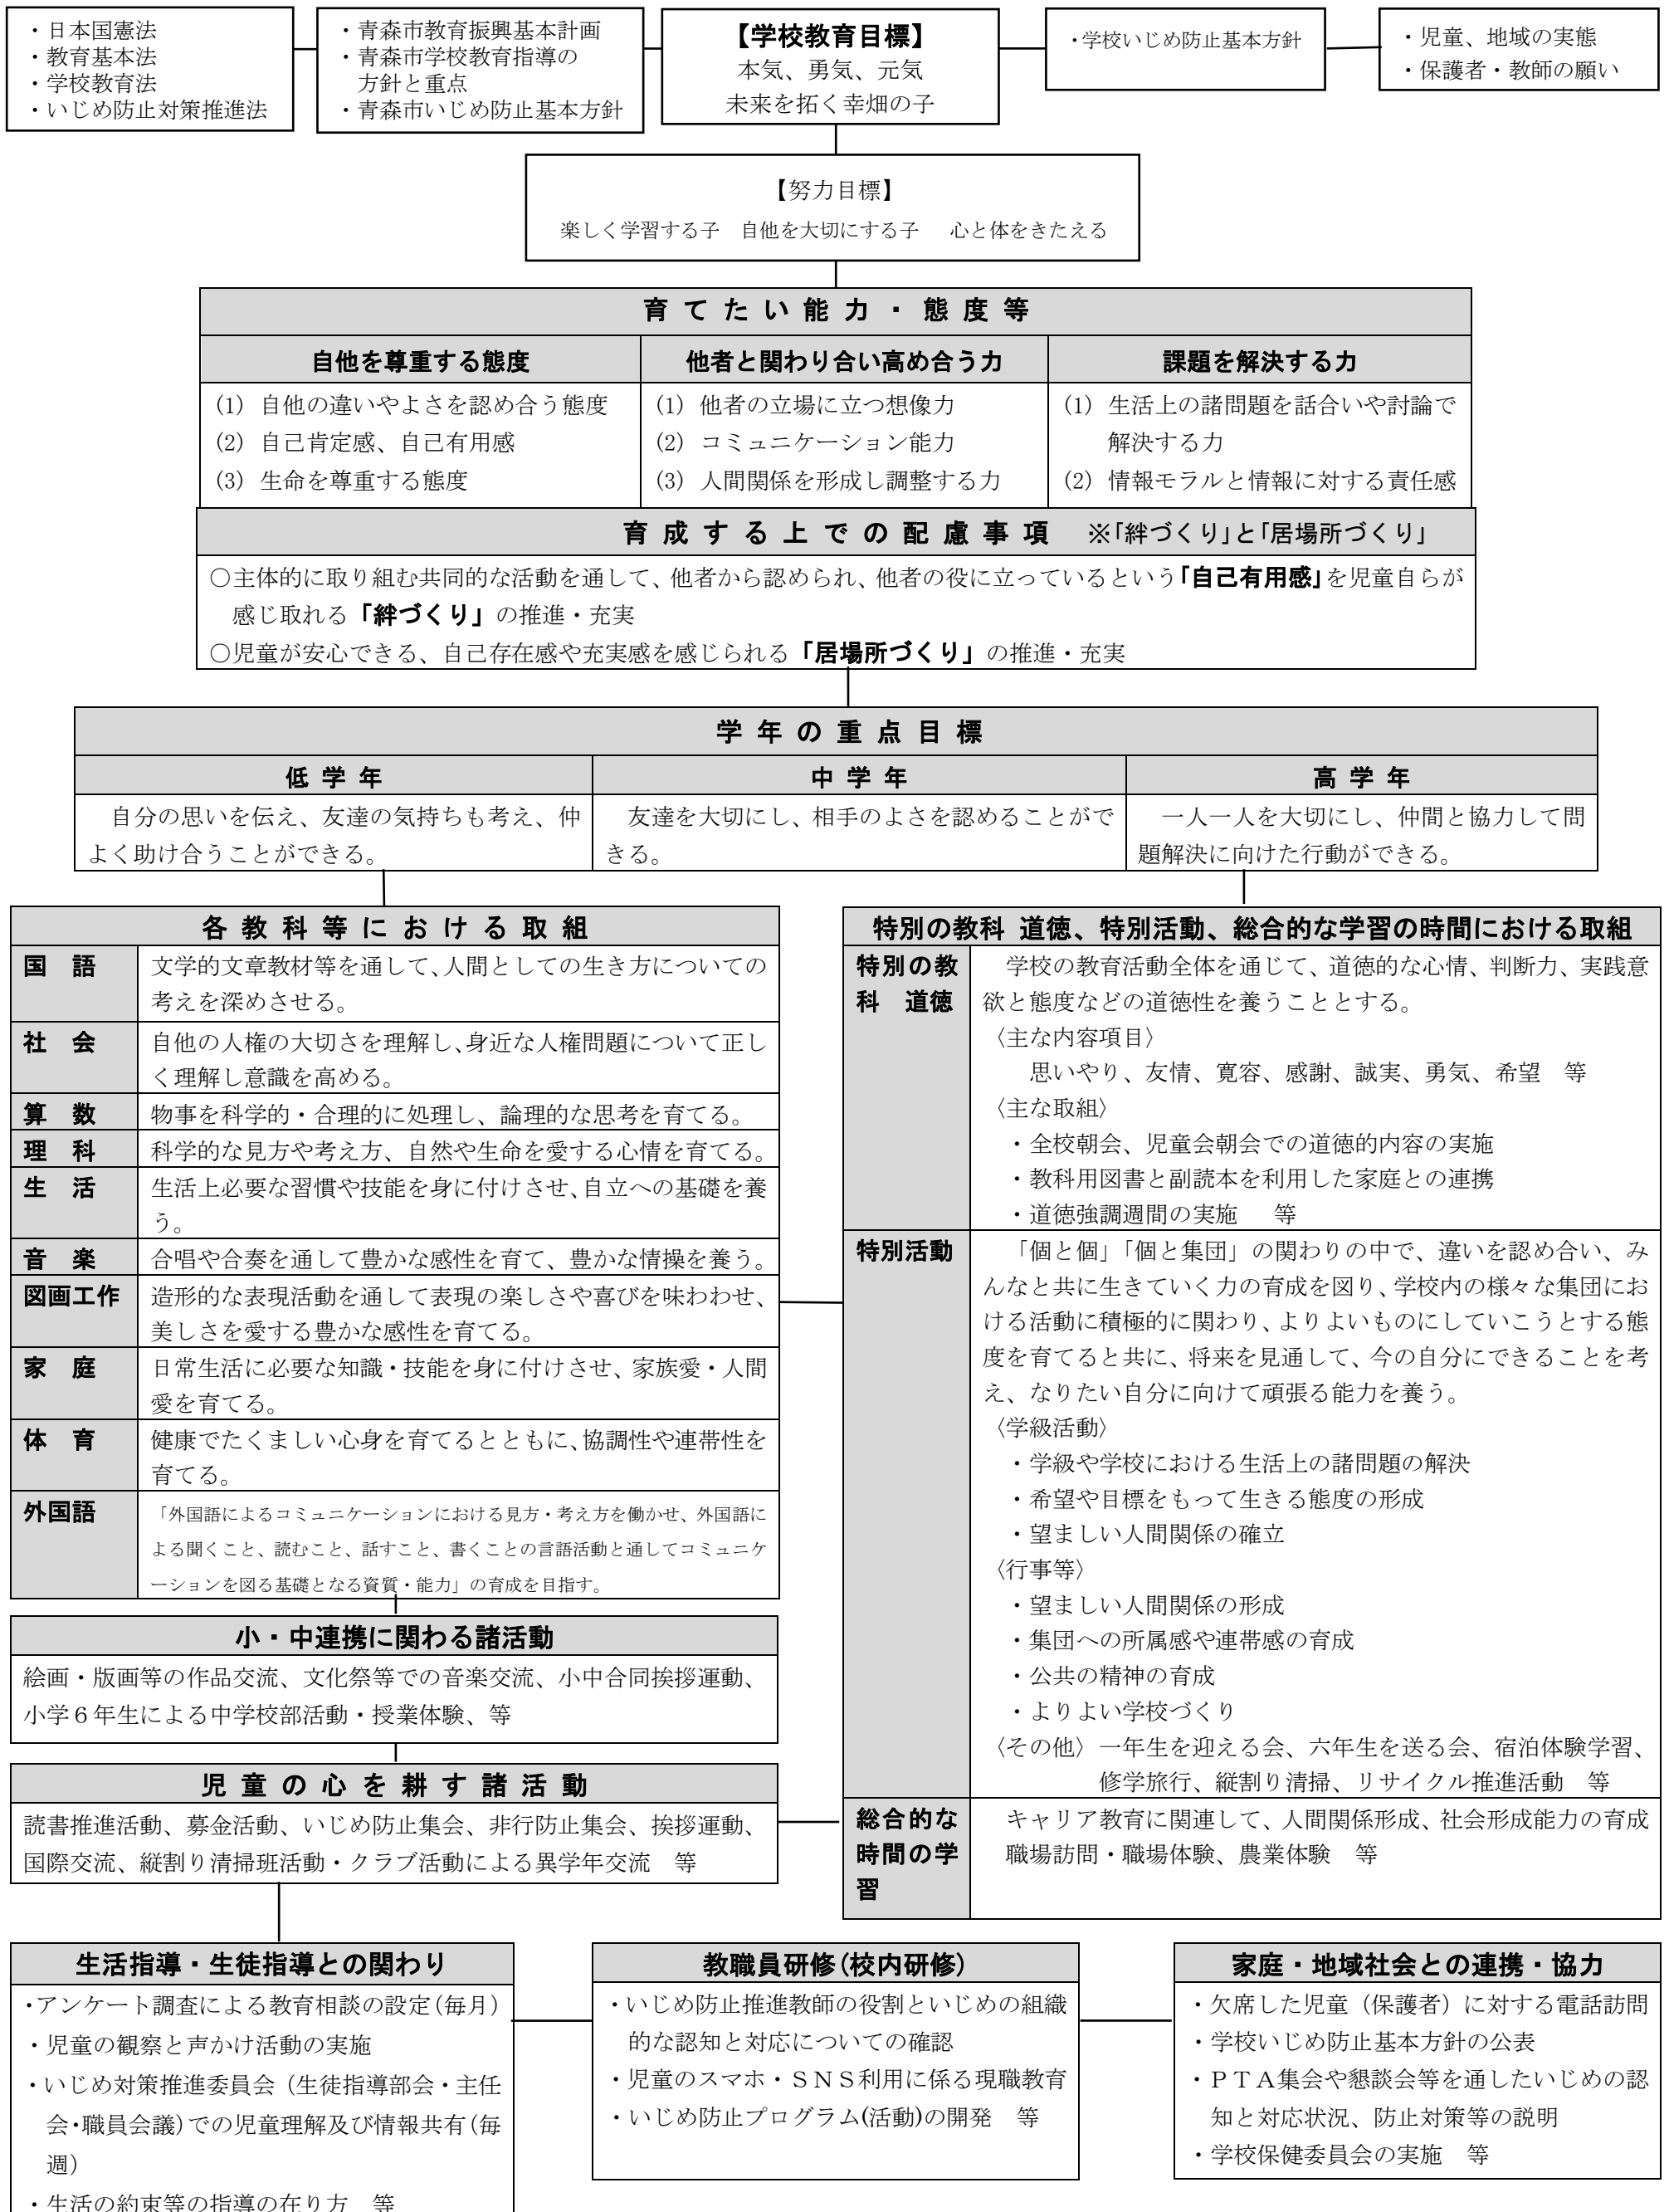 ・日本国憲法
・教育基本法
・学校教育法
・いじめ防止対策推進法
・青森市教育振興基本計画
・青森市学校教育指導の
方針と重点
・青森市いじめ防止基本方針
【学校教育目標】
本気、勇気、元気
未来を拓く幸畑の子
・学校いじめ防止基本方針
・児童、地域の実態
・保護者・教師の願い
【努力目標】
楽しく学習する子　自他を大切にする子　心と体をきたえる
育てたい能力・態度等
自他を尊重する態度
(1) 自他の違いやよさを認め合う態度
(2) 自己肯定感、自己有用感
(3) 生命を尊重する態度
他者と関わり合い高め合う力
(1) 他者の立場に立つ想像力
(2) コミュニケーション能力
(3) 人間関係を形成し調整する力
課題を解決する力
(1) 生活上の諸問題を話合いや討論で
解決する力
(2) 情報モラルと情報に対する責任感
育成する上での配慮事項　※「絆づくり」と「居場所づくり」
○主体的に取り組む共同的な活動を通して、他者から認められ、他者の役に立っているという「自己有用感」を児童自らが
感じ取れる「絆づくり」の推進・充実
○児童が安心できる、自己存在感や充実感を感じられる「居場所づくり」の推進・充実
学年の重点目標
低学年
自分の思いを伝え、友達の気持ちも考え、仲
よく助け合うことができる。
中学年
友達を大切にし、相手のよさを認めることがで
きる。
高学年
一人一人を大切にし、仲間と協力して問
題解決に向けた行動ができる。
各教科等における取組
国　語
文学的文章教材等を通して、人間としての生き方についての
考えを深めさせる。
社　会
自他の人権の大切さを理解し、身近な人権問題について正し
く理解し意識を高める。
算　数
物事を科学的・合理的に処理し、論理的な思考を育てる。
理　科
科学的な見方や考え方、自然や生命を愛する心情を育てる。
生　活
生活上必要な習慣や技能を身に付けさせ、自立への基礎を養
う。
音　楽
合唱や合奏を通して豊かな感性を育て、豊かな情操を養う。
図画工作
造形的な表現活動を通して表現の楽しさや喜びを味わわせ、
美しさを愛する豊かな感性を育てる。
家　庭
日常生活に必要な知識・技能を身に付けさせ、家族愛・人間
愛を育てる。
体　育
健康でたくましい心身を育てるとともに、協調性や連帯性を
育てる。
外国語
「外国語によるコミュニケーションにおける見方・考え方を働かせ、外国語に
よる聞くこと、読むこと、話すこと、書くことの言語活動と通してコミュニケ
ーションを図る基礎となる資質・能力」の育成を目指す。
小・中連携に関わる諸活動
絵画・版画等の作品交流、文化祭等での音楽交流、小中合同挨拶運動、
小学６年生による中学校部活動・授業体験、等
児童の心を耕す諸活動
読書推進活動、募金活動、いじめ防止集会、非行防止集会、挨拶運動、
国際交流、縦割り清掃班活動・クラブ活動による異学年交流　等
特別の教科 道徳、特別活動、総合的な学習の時間における取組
特別の教
科　道徳
学校の教育活動全体を通じて、道徳的な心情、判断力、実践意
欲と態度などの道徳性を養うこととする。
〈主な内容項目〉
思いやり、友情、寛容、感謝、誠実、勇気、希望　等
〈主な取組〉
・全校朝会、児童会朝会での道徳的内容の実施
・教科用図書と副読本を利用した家庭との連携
・道徳強調週間の実施　等
特別活動
「個と個」「個と集団」の関わりの中で、違いを認め合い、み
んなと共に生きていく力の育成を図り、学校内の様々な集団にお
ける活動に積極的に関わり、よりよいものにしていこうとする態
度を育てると共に、将来を見通して、今の自分にできることを考
え、なりたい自分に向けて頑張る能力を養う。
〈学級活動〉
・学級や学校における生活上の諸問題の解決
・希望や目標をもって生きる態度の形成
・望ましい人間関係の確立
〈行事等〉
・望ましい人間関係の形成
・集団への所属感や連帯感の育成
・公共の精神の育成
・よりよい学校づくり
〈その他〉一年生を迎える会、六年生を送る会、宿泊体験学習、
修学旅行、縦割り清掃、リサイクル推進活動　等
総合的な
時間の学
習
キャリア教育に関連して、人間関係形成、社会形成能力の育成
職場訪問・職場体験、農業体験　等
生活指導・生徒指導との関わり
・アンケート調査による教育相談の設定（毎月）
・児童の観察と声かけ活動の実施
・いじめ対策推進委員会（生徒指導部会・主任
会・職員会議）での児童理解及び情報共有（毎
週）
・生活の約束等の指導の在り方　等
教職員研修（校内研修）
・いじめ防止推進教師の役割といじめの組織
的な認知と対応についての確認
・児童のスマホ・ＳＮＳ利用に係る現職教育
・いじめ防止プログラム(活動)の開発　等
家庭・地域社会との連携・協力
・欠席した児童（保護者）に対する電話訪問
・学校いじめ防止基本方針の公表
・ＰＴＡ集会や懇談会等を通したいじめの認
知と対応状況、防止対策等の説明
・学校保健委員会の実施　等